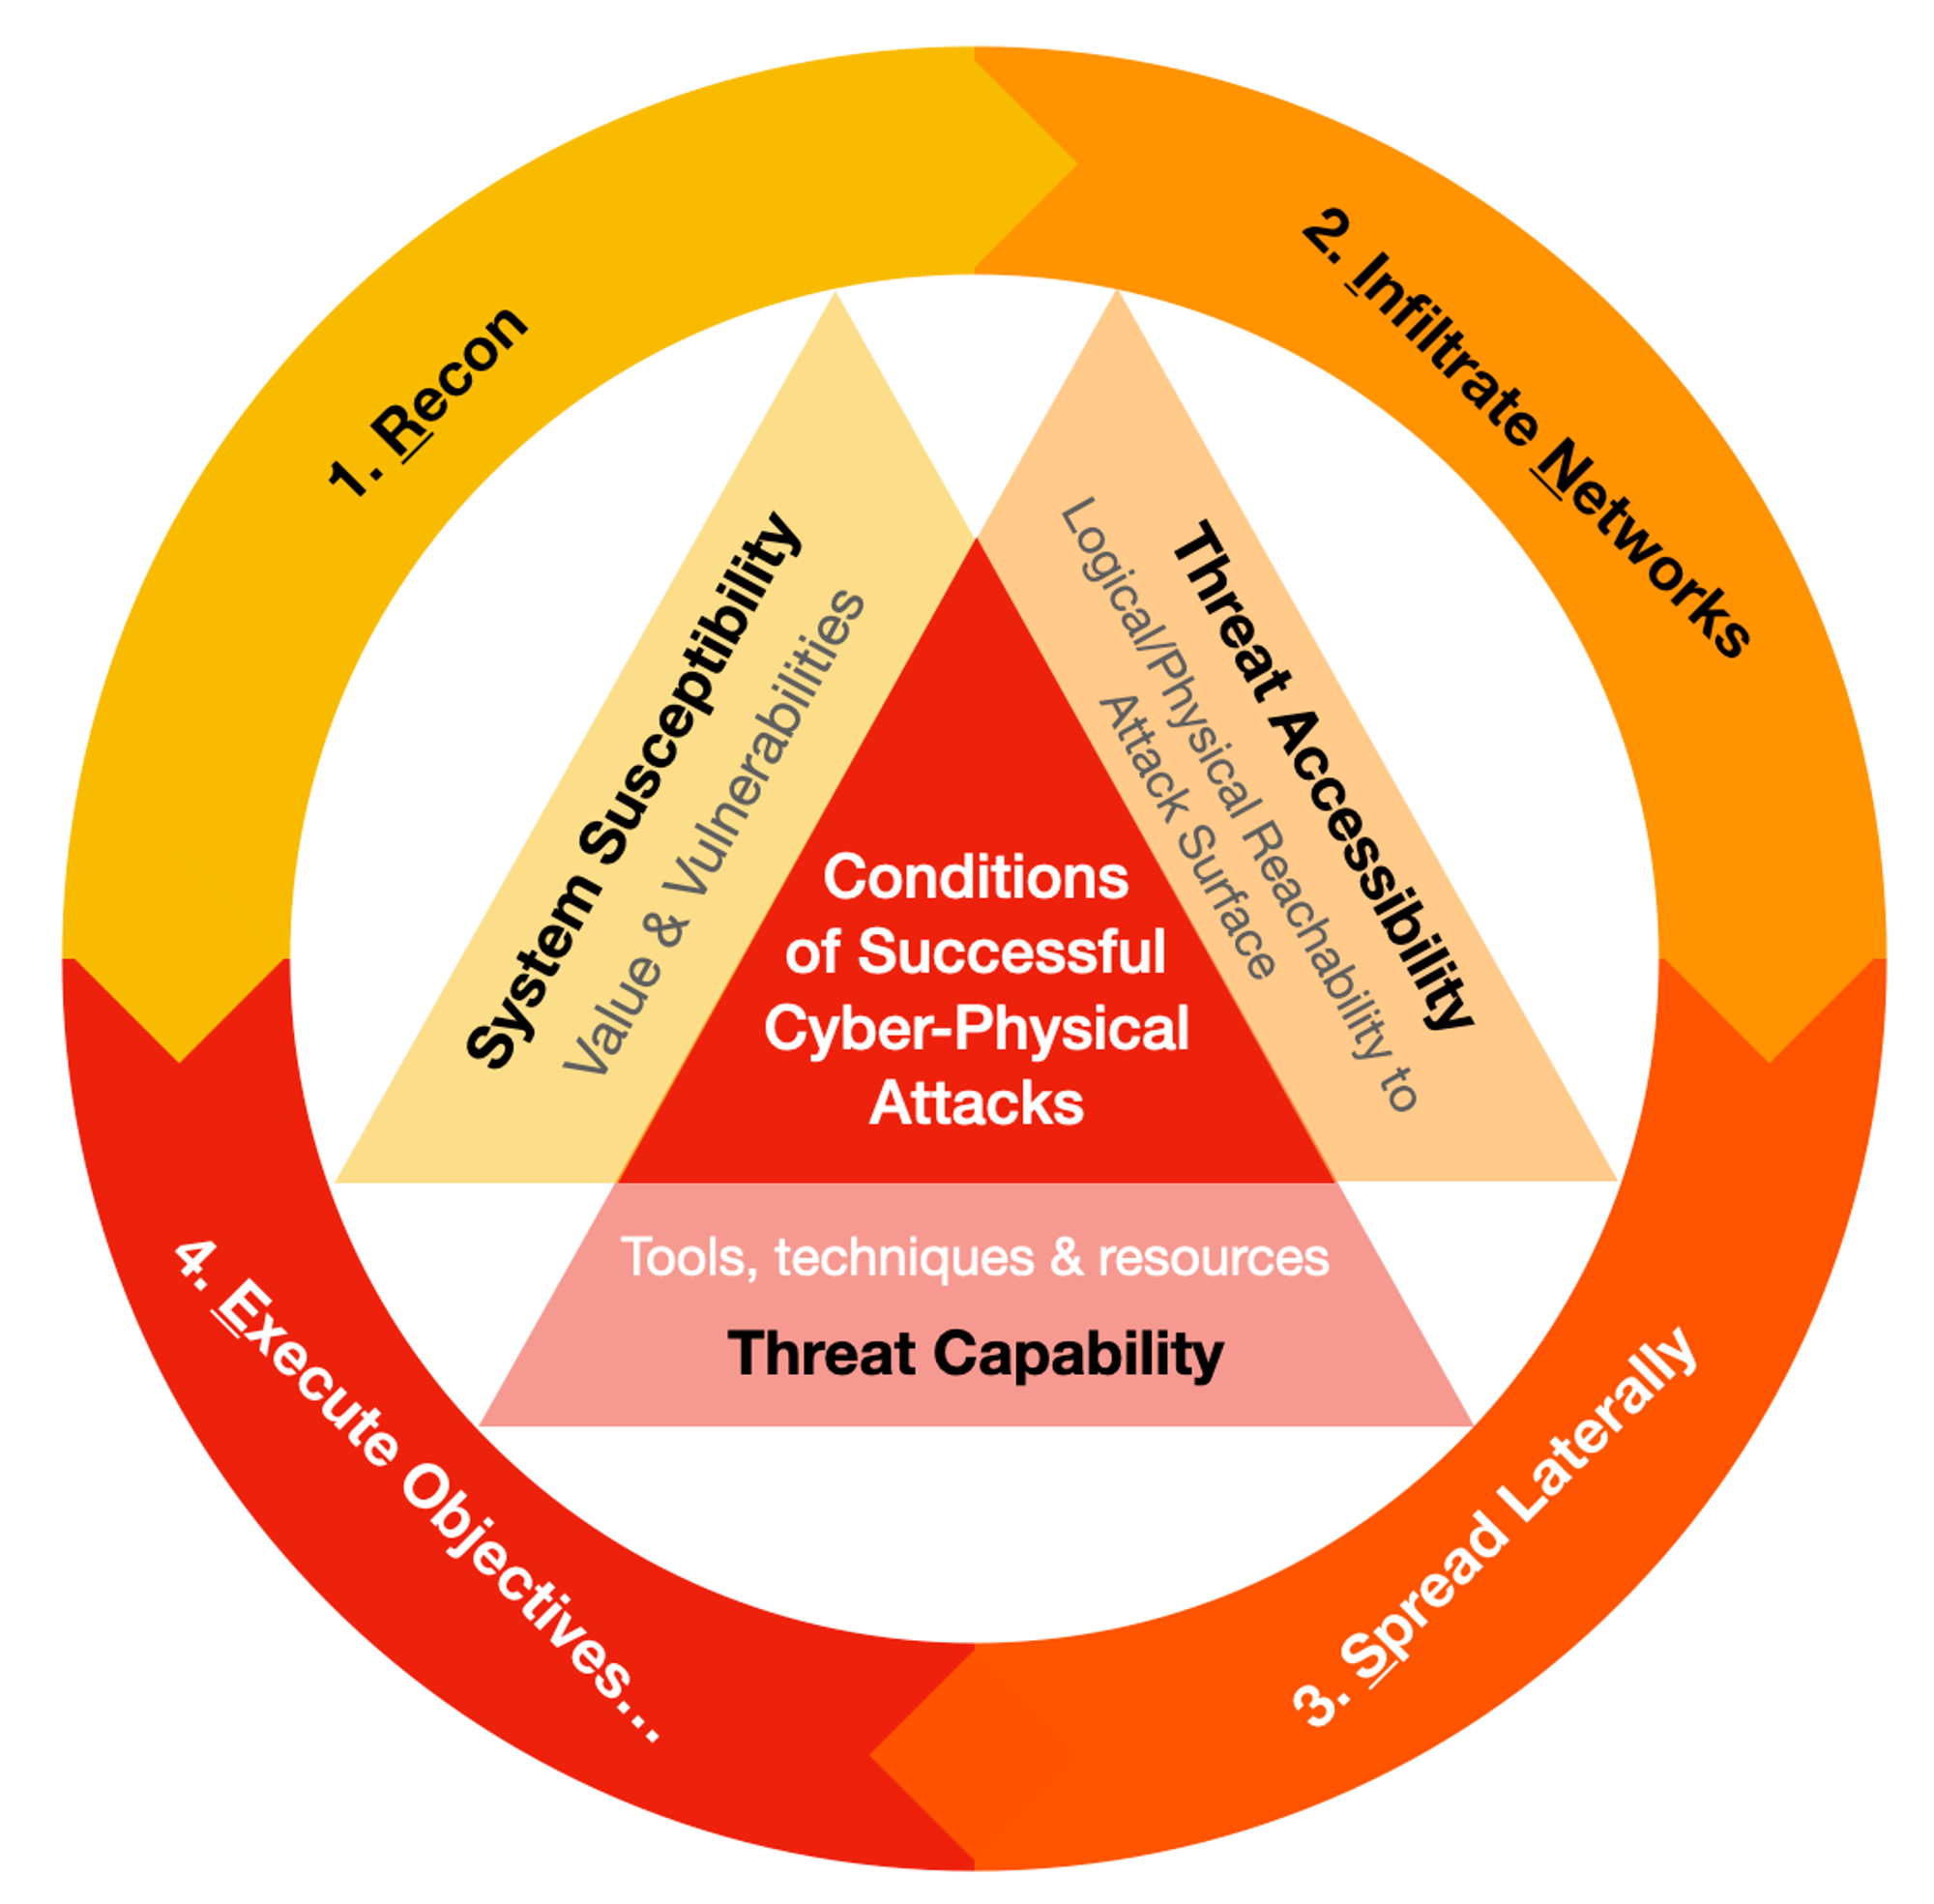 1. Recon
2. Infiltrate Networks
3. Spread Laterally
4. Execute Objectives...
System Susceptibility
Value & Vulnerabilities
Threat Accessibility
Logical/Physical Reachability to
Attack Surface
Conditions
of Successful
Cyber-Physical
Attacks
Tools, techniques & resources
Threat Capability